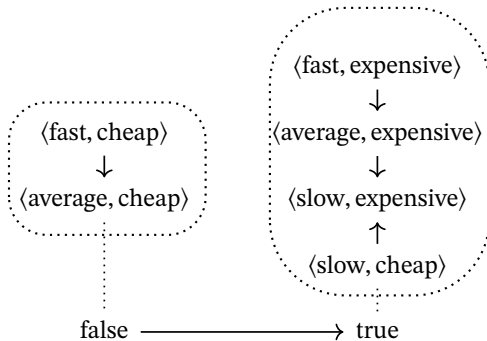 ⟨fast, expensive⟩
⟨fast, cheap⟩ ⟨average, expensive⟩
⟨average, cheap⟩ ⟨slow, expensive⟩
⟨slow, cheap⟩
false true